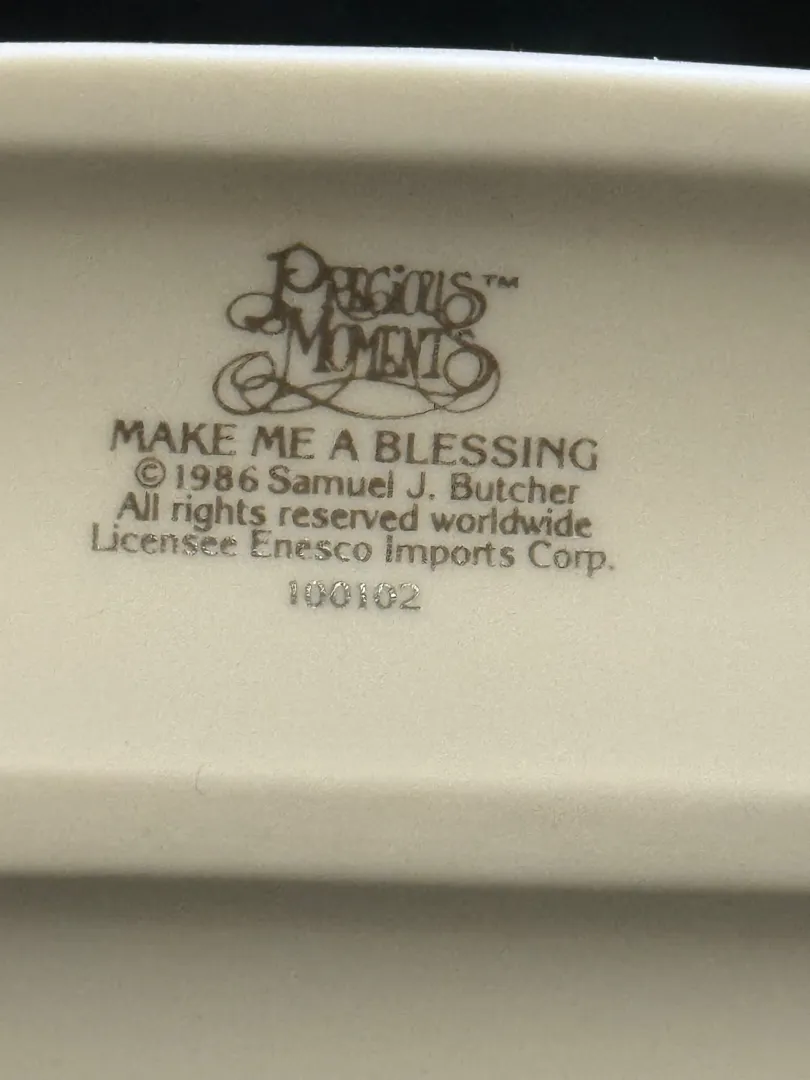 PRECIOUS™
MOMENTS
MAKE ME A BLESSING
© 1986 Samuel J. Butcher
All rights reserved worldwide
Licensee Enesco Imports Corp.
100102